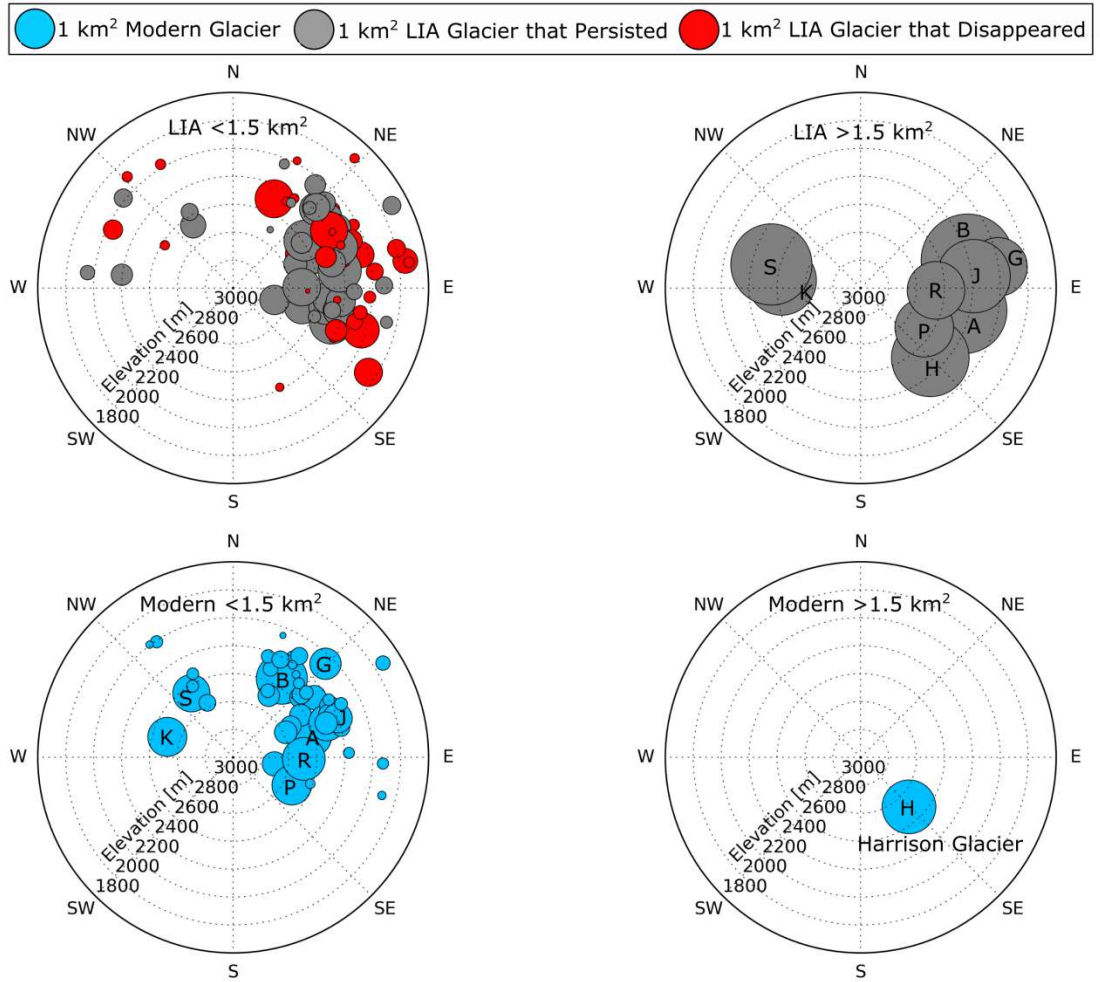 1 km² Modern Glacier 1 km² LIA Glacier that Persisted 1 km² LIA Glacier that Disappeared
N
NW LIA <1.5 km² NE
W E
3000
2800
2600
2400
2200
2000
1800
Elevation [m]
SW SE
S
N
NW LIA >1.5 km² NE
B
G
S
J
K
R
W E
A
P
H
3000
2800
2600
2400
2200
2000
1800
Elevation [m]
SW SE
S
N
NW Modern <1.5 km² NE
G
B
S
J
K
A
R
W E
P
3000
2800
2600
2400
2200
2000
1800
Elevation [m]
SW SE
S
N
NW Modern >1.5 km² NE
W E
3000
2800
2600
2400
2200
2000
1800
Elevation [m]
H
Harrison Glacier
SW SE
S